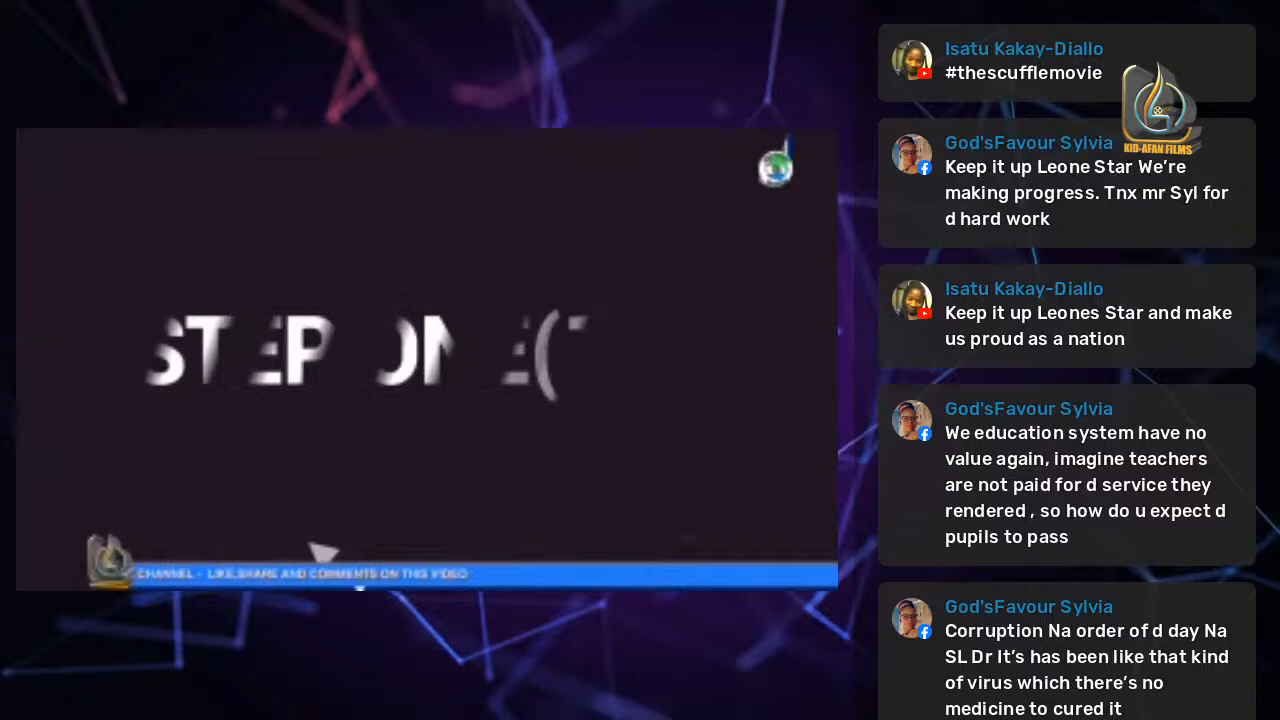 STEP ON
CHANNEL - LIKE,SHARE AND COMMENTS ON THIS VIDEO
Isatu Kakay-Diallo
#thescufflemovie
KID-AFAN FILMS
God'sFavour Sylvia
Keep it up Leone Star We’re
making progress. Tnx mr Syl for
d hard work
Isatu Kakay-Diallo
Keep it up Leones Star and make
us proud as a nation
God'sFavour Sylvia
We education system have no
value again, imagine teachers
are not paid for d service they
rendered , so how do u expect d
pupils to pass
God'sFavour Sylvia
Corruption Na order of d day Na
SL Dr It’s has been like that kind
of virus which there’s no
medicine to cured it